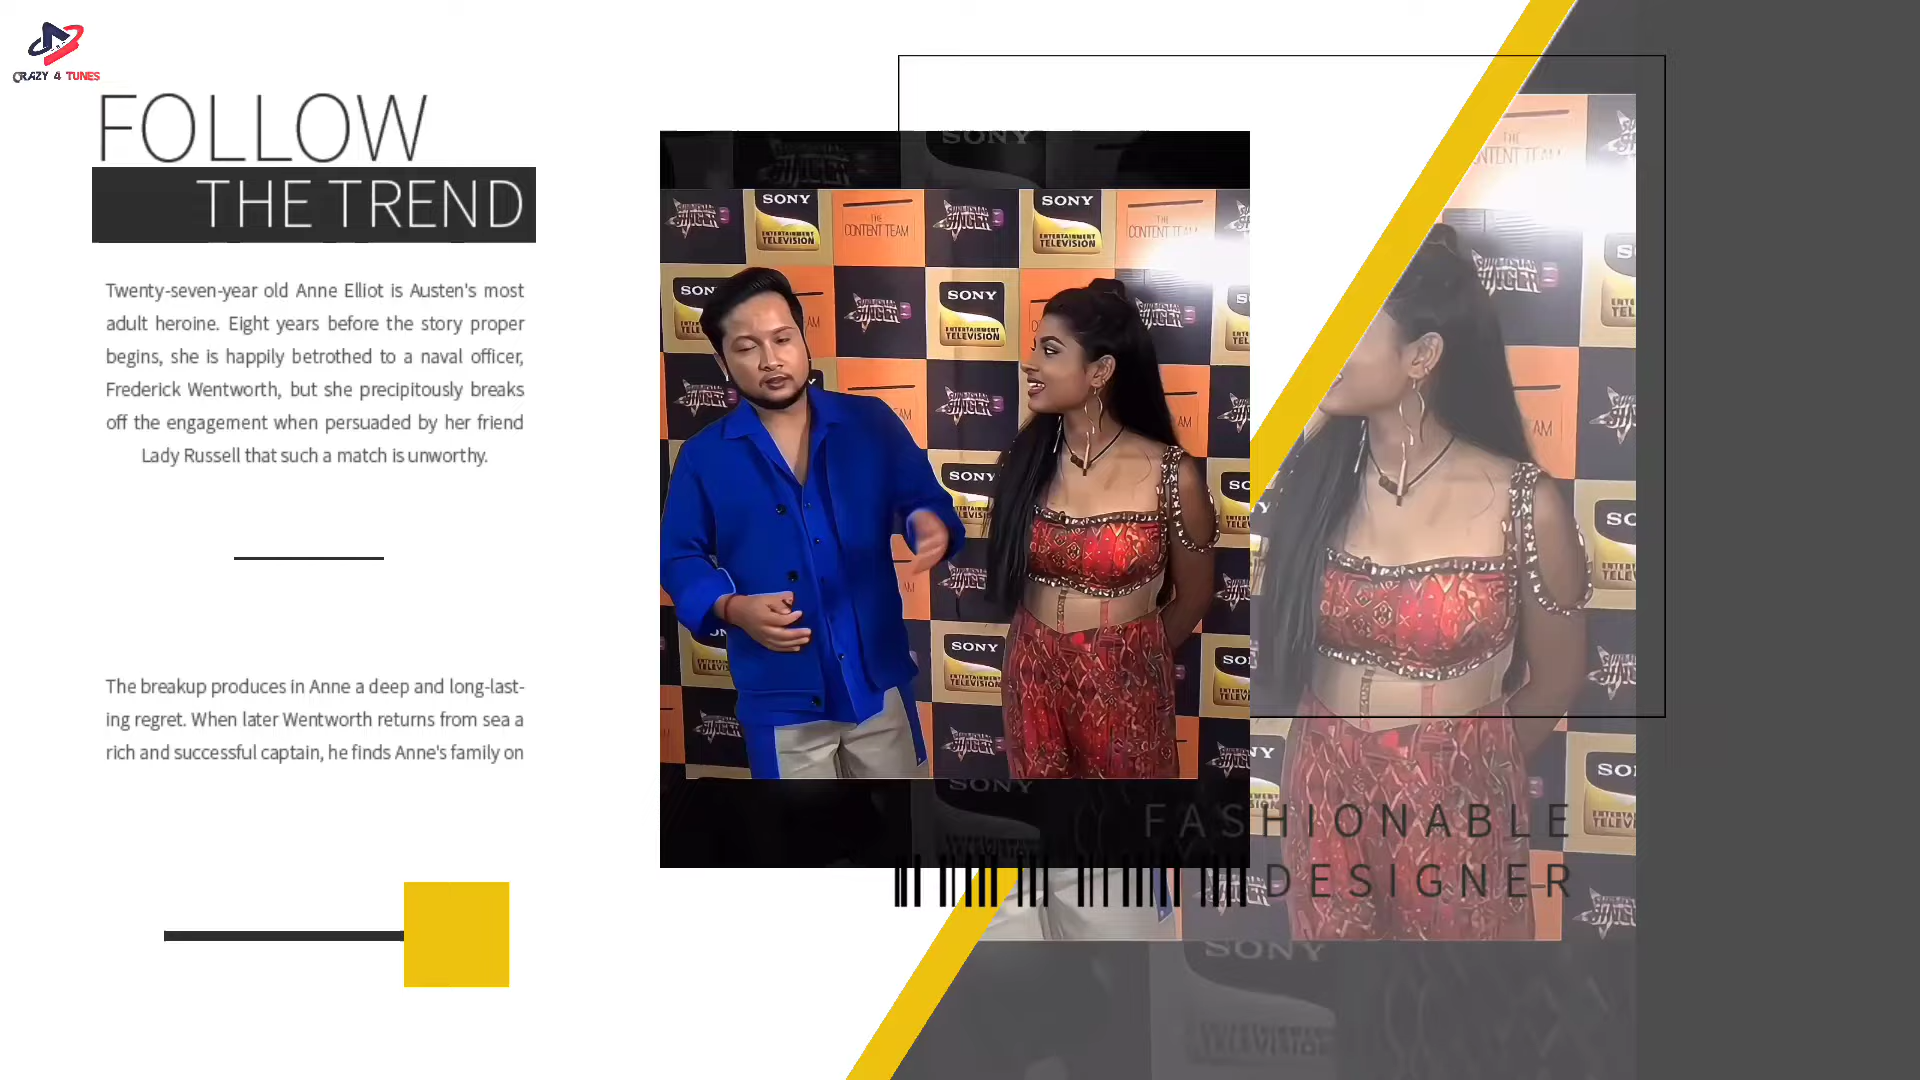 CRAZY 4 TUNES
FOLLOW
THE TREND
Twenty-seven-year old Anne Elliot is Austen's most
adult heroine. Eight years before the story proper
begins, she is happily betrothed to a naval officer,
Frederick Wentworth, but she precipitously breaks
off the engagement when persuaded by her friend
Lady Russell that such a match is unworthy.
The breakup produces in Anne a deep and long-last-
ing regret. When later Wentworth returns from sea a
rich and successful captain, he finds Anne's family on
SONY
ENTERTAINMENT
TELEVISION
THE
CONTENT TEAM
SUPERSTAR
SINGER 3
FASHIONABLE
DESIGNER